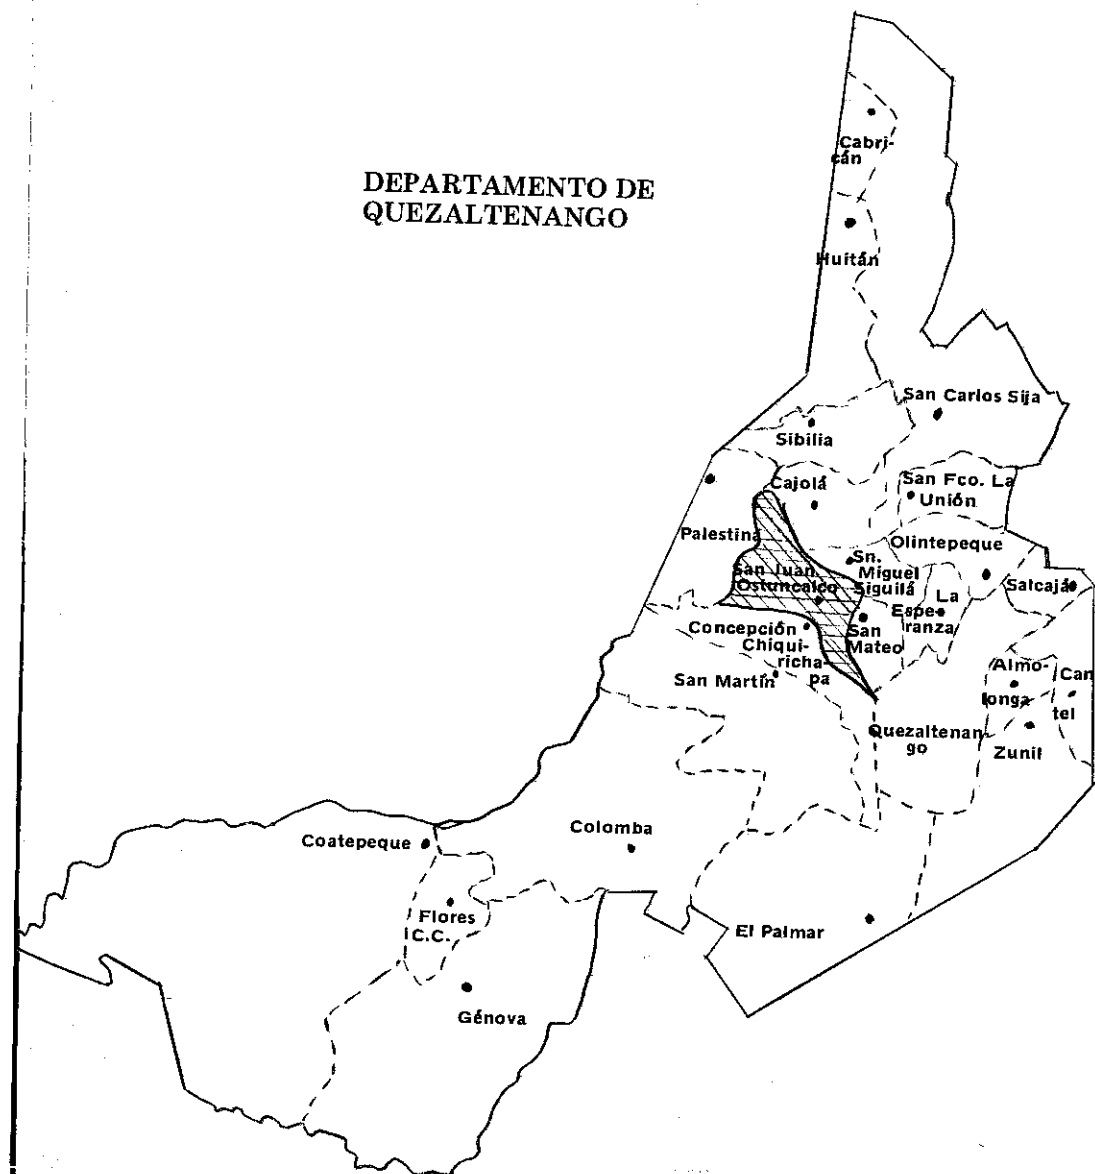 DEPARTAMENTO DE
QUEZALTENANGO
Cabri-
cán
Huitán
San Carlos Sija
Sibilia
Cajolá
San Fco. La
Unión
Palestina
Olintepeque
Sn.
Miguel
Siguilá
San Juan
Ostuncalco
La
Espe
ranza
Salcajá
Concepción
Chiqui-
richa-
pa
San
Mateo
San Martín
Almo-
longa
Can
tel
Quezaltenan-
go
Zunil
Coatepeque
Colomba
Flores
C.C.
El Palmar
Génova